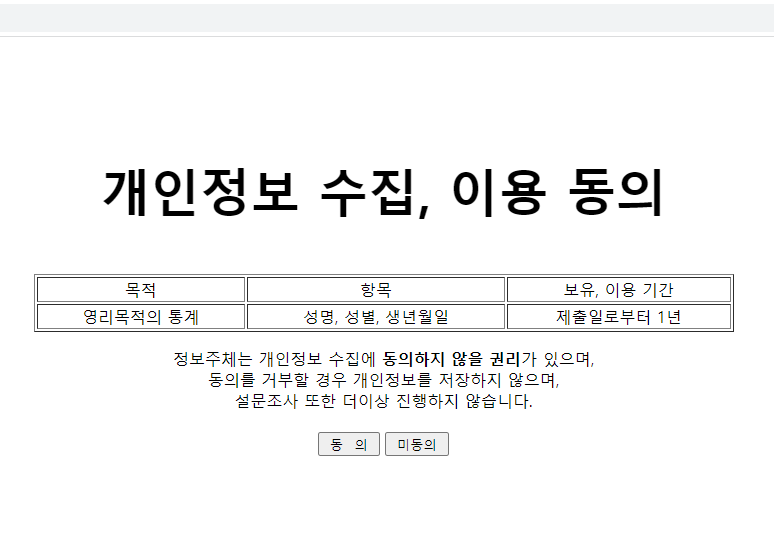 개인정보 수집, 이용 동의
목적 항목 보유, 이용 기간
영리목적의 통계 성명, 성별, 생년월일 제출일로부터 1년
정보주체는 개인정보 수집에 동의하지 않을 권리가 있으며,
동의를 거부할 경우 개인정보를 저장하지 않으며,
설문조사 또한 더이상 진행하지 않습니다.
동 의 미동의